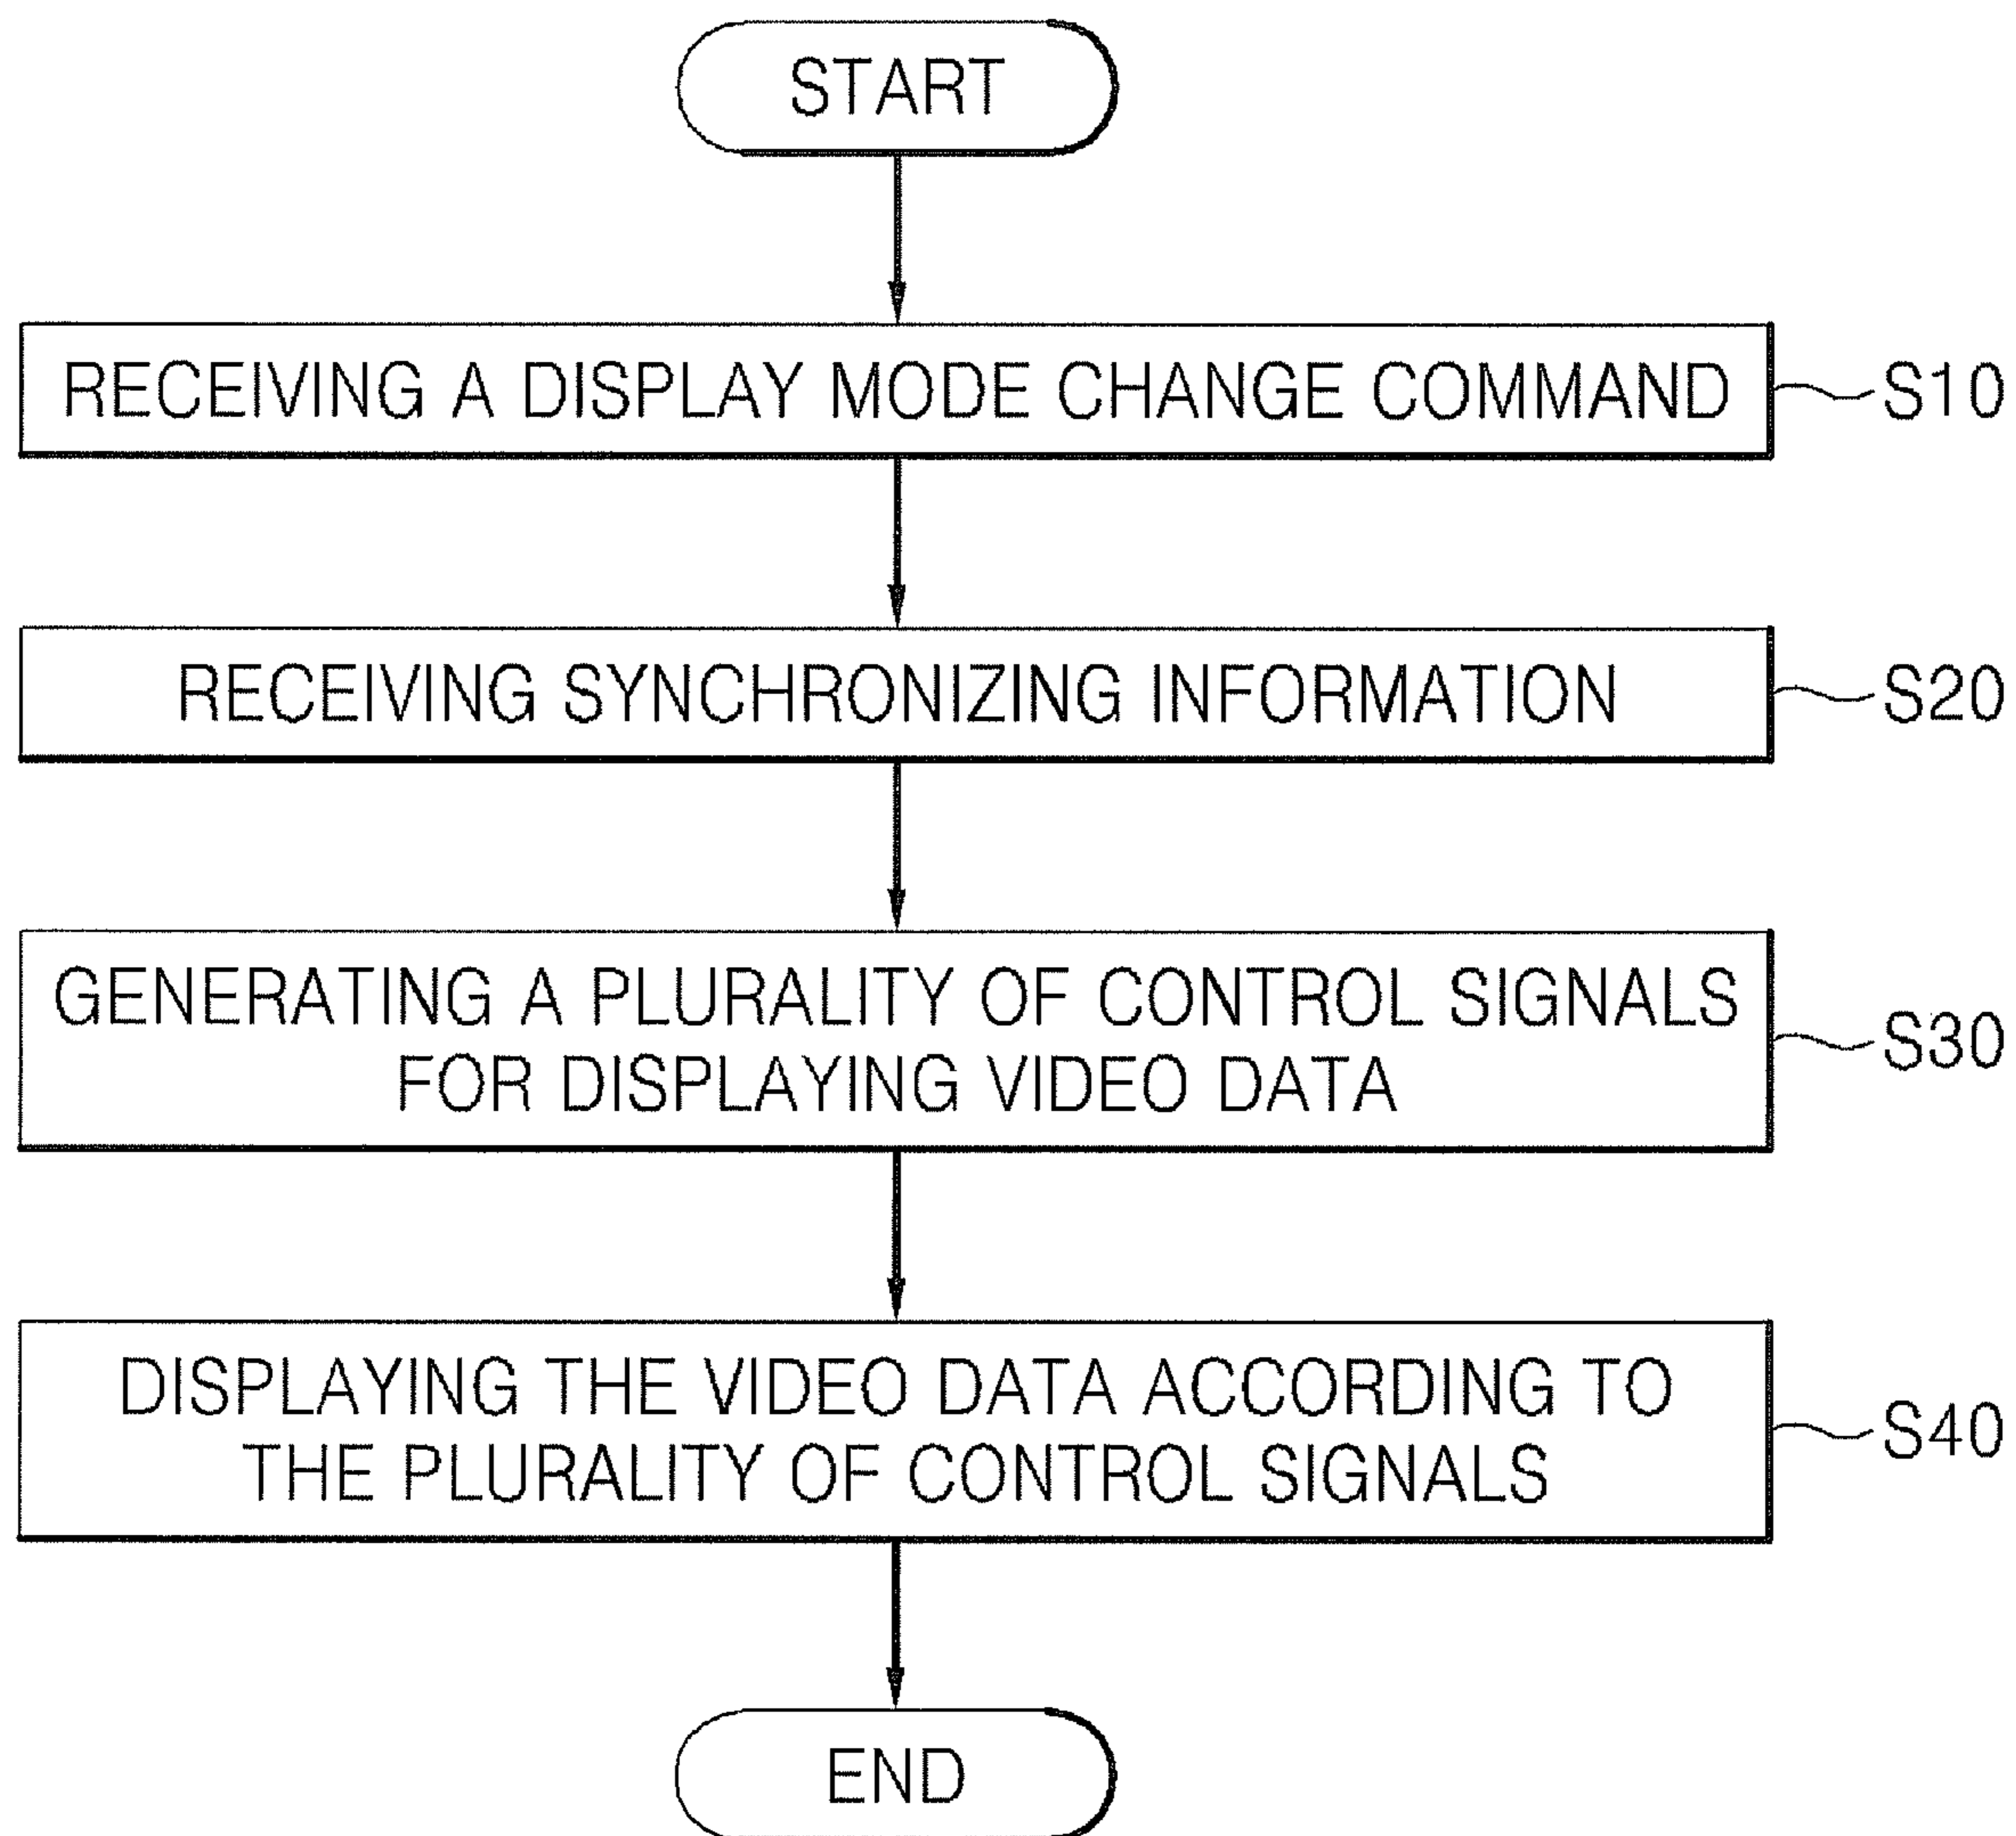 START
RECEIVING A DISPLAY MODE CHANGE COMMAND
S10
RECEIVING SYNCHRONIZING INFORMATION
S20
GENERATING A PLURALITY OF CONTROL SIGNALS
FOR DISPLAYING VIDEO DATA
S30
DISPLAYING THE VIDEO DATA ACCORDING TO
THE PLURALITY OF CONTROL SIGNALS
S40
END